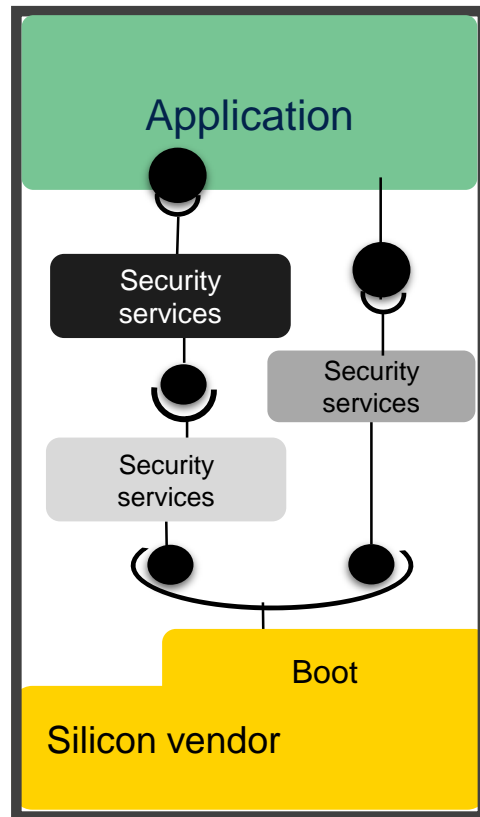 Application
Security
services
Security
services
Security
services
Boot
Silicon vendor